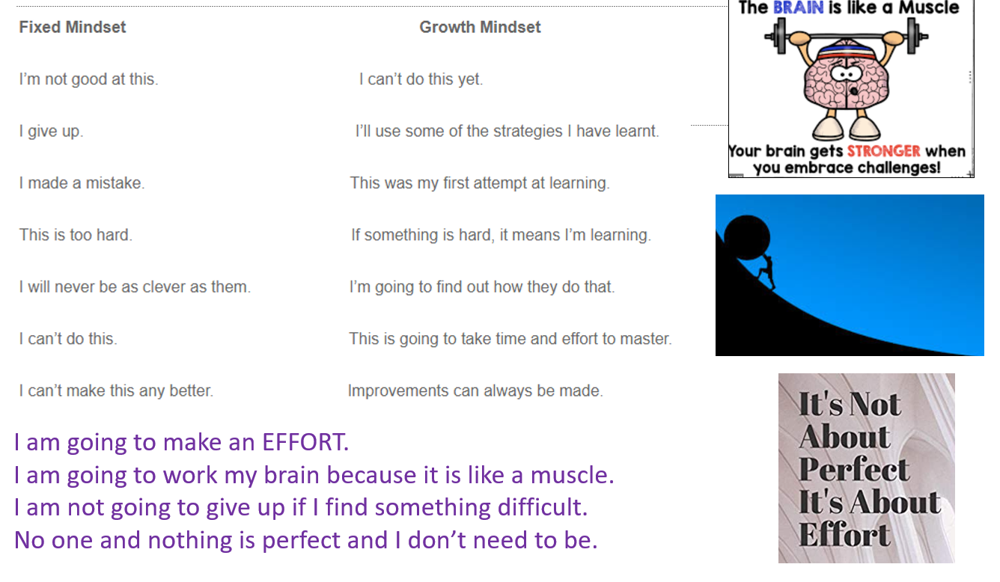 Fixed Mindset Growth Mindset
I'm not good at this. I can't do this yet.
I give up. I'll use some of the strategies I have learnt.
I made a mistake. This was my first attempt at learning.
This is too hard. If something is hard, it means I'm learning.
I will never be as clever as them. I'm going to find out how they do that.
I can't do this. This is going to take time and effort to master.
I can't make this any better. Improvements can always be made.
I am going to make an EFFORT.
I am going to work my brain because it is like a muscle.
I am not going to give up if I find something difficult.
No one and nothing is perfect and I don't need to be.
The BRAIN is like a Muscle
Your brain gets STRONGER when
you embrace challenges!
It's Not
About
Perfect
It's About
Effort